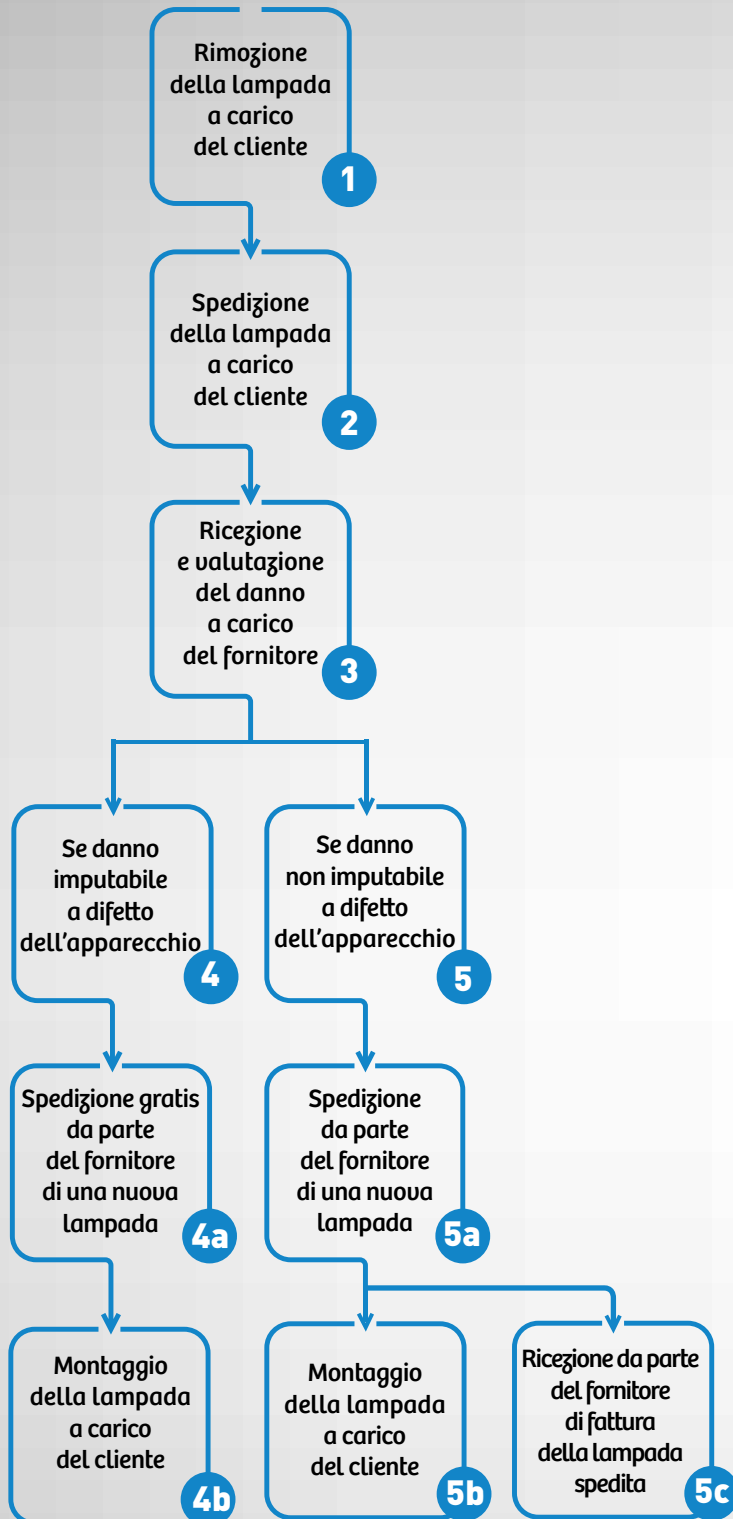 Rimozione
della lampada
a carico
del cliente
1
Spedizione
della lampada
a carico
del cliente
2
Ricezione
e valutazione
del danno
a carico
del fornitore
3
Se danno
imputabile
a difetto
dell'apparecchio
4
Se danno
non imputabile
a difetto
dell'apparecchio
5
Spedizione gratis
da parte
del fornitore
di una nuova
lampada
4a
Spedizione
da parte
del fornitore
di una nuova
lampada
5a
Montaggio
della lampada
a carico
del cliente
4b
Montaggio
della lampada
a carico
del cliente
5b
Ricezione da parte
del fornitore
di fattura
della lampada
spedita
5c